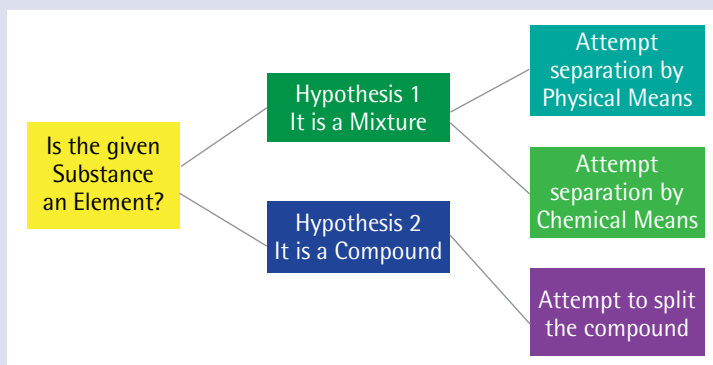 Is the given
Substance
an Element?
Hypothesis 1
It is a Mixture
Hypothesis 2
It is a Compound
Attempt
separation by
Physical Means
Attempt
separation by
Chemical Means
Attempt to split
the compound